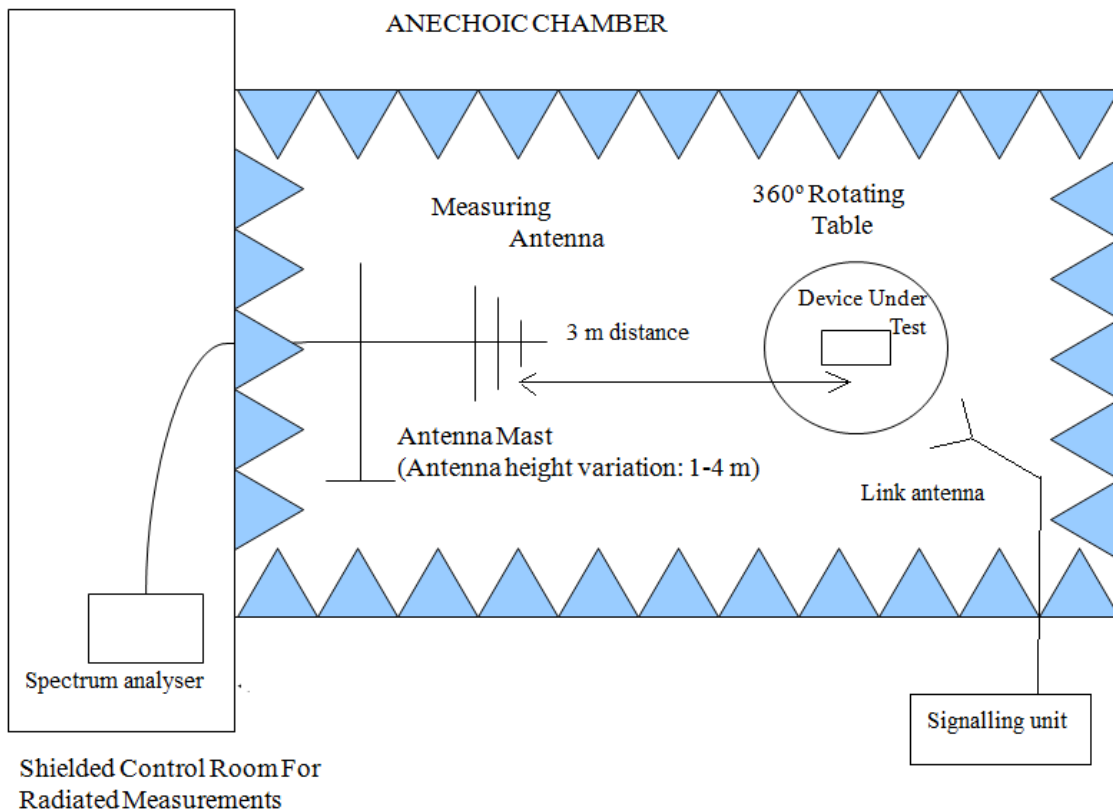 ANECHOIC CHAMBER
Measuring
Antenna
360º Rotating
Table
Device Under
Test
3 m distance
Antenna Mast
(Antenna height variation: 1-4 m)
Link antenna
Spectrum analyser
Signalling unit
Shielded Control Room For
Radiated Measurements